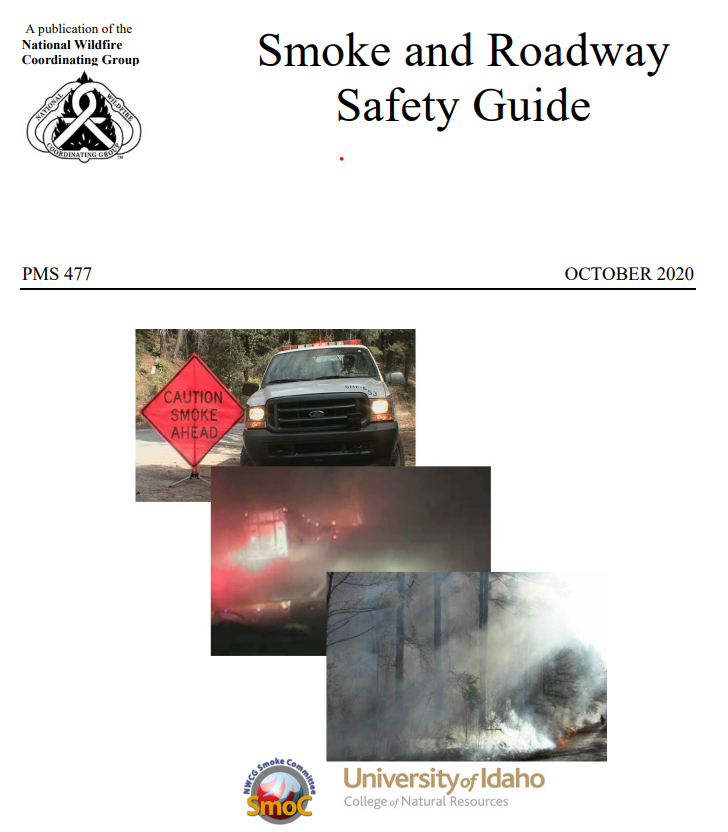 A publication of the
National Wildfire
Coordinating Group
NATIONAL WILDFIRE
COORDINATING GROUP
TM
Smoke and Roadway
Safety Guide
PMS 477
OCTOBER 2020
CAUTION
SMOKE
AHEAD
NWCG Smoke Committee
SmoC
University of Idaho
College of Natural Resources